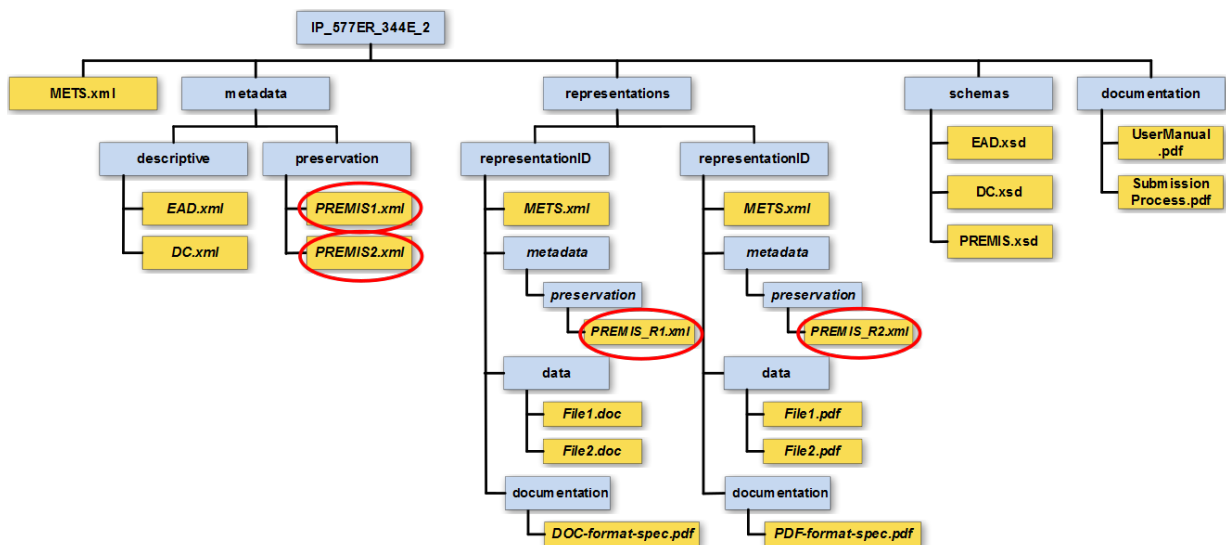 IP_577ER_344E_2
METS.xml
metadata
representations
schemas
documentation
descriptive
preservation
EAD.xml
DC.xml
PREMIS1.xml
PREMIS2.xml
representationID
METS.xml
metadata
preservation
PREMIS_R1.xml
data
File1.doc
File2.doc
documentation
DOC-format-spec.pdf
representationID
METS.xml
metadata
preservation
PREMIS_R2.xml
data
File1.pdf
File2.pdf
documentation
PDF-format-spec.pdf
EAD.xsd
DC.xsd
PREMIS.xsd
UserManual
.pdf
Submission
Process.pdf